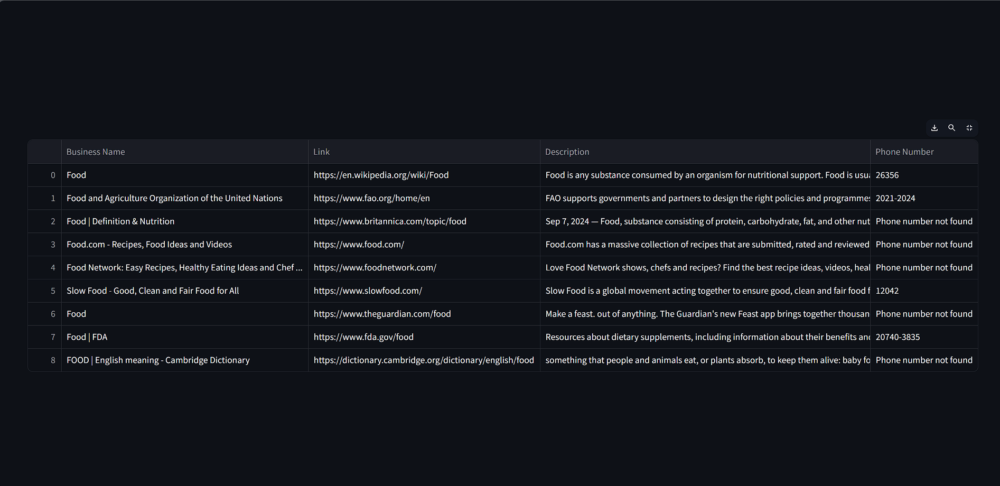 Business Name Link Description Phone Number
0 Food https://en.wikipedia.org/wiki/Food Food is any substance consumed by an organism for nutritional support. Food is 26356
1 Food and Agriculture Organization of the United Nations https://www.fao.org/home/en FAO supports governments and partners to design the right policies and programmes 2021-2024
2 Food | Definition & Nutrition https://www.britannica.com/topic/food Sep 7, 2024 — Food, substance consisting of protein, carbohydrate, fat, and other nut Phone number not found
3 Food.com - Recipes, Food Ideas and Videos https://www.food.com/ Food.com has a massive collection of recipes that are submitted, rated and reviewed Phone number not found
4 Food Network: Easy Recipes, Healthy Eating Ideas and Chef ... https://www.foodnetwork.com/ Love Food Network shows, chefs and recipes? Find the best recipe ideas, videos, heal Phone number not found
5 Slow Food - Good, Clean and Fair Food for All https://www.slowfood.com/ Slow Food is a global movement acting together to ensure good, clean and fair food f 12042
6 Food https://www.theguardian.com/food Make a feast. out of anything. The Guardian's new Feast app brings together thousan Phone number not found
7 Food | FDA https://www.fda.gov/food Resources about dietary supplements, including information about their benefits and 20740-3835
8 FOOD | English meaning - Cambridge Dictionary https://dictionary.cambridge.org/dictionary/english/food something that people and animals eat, or plants absorb, to keep them alive: baby fo Phone number not found